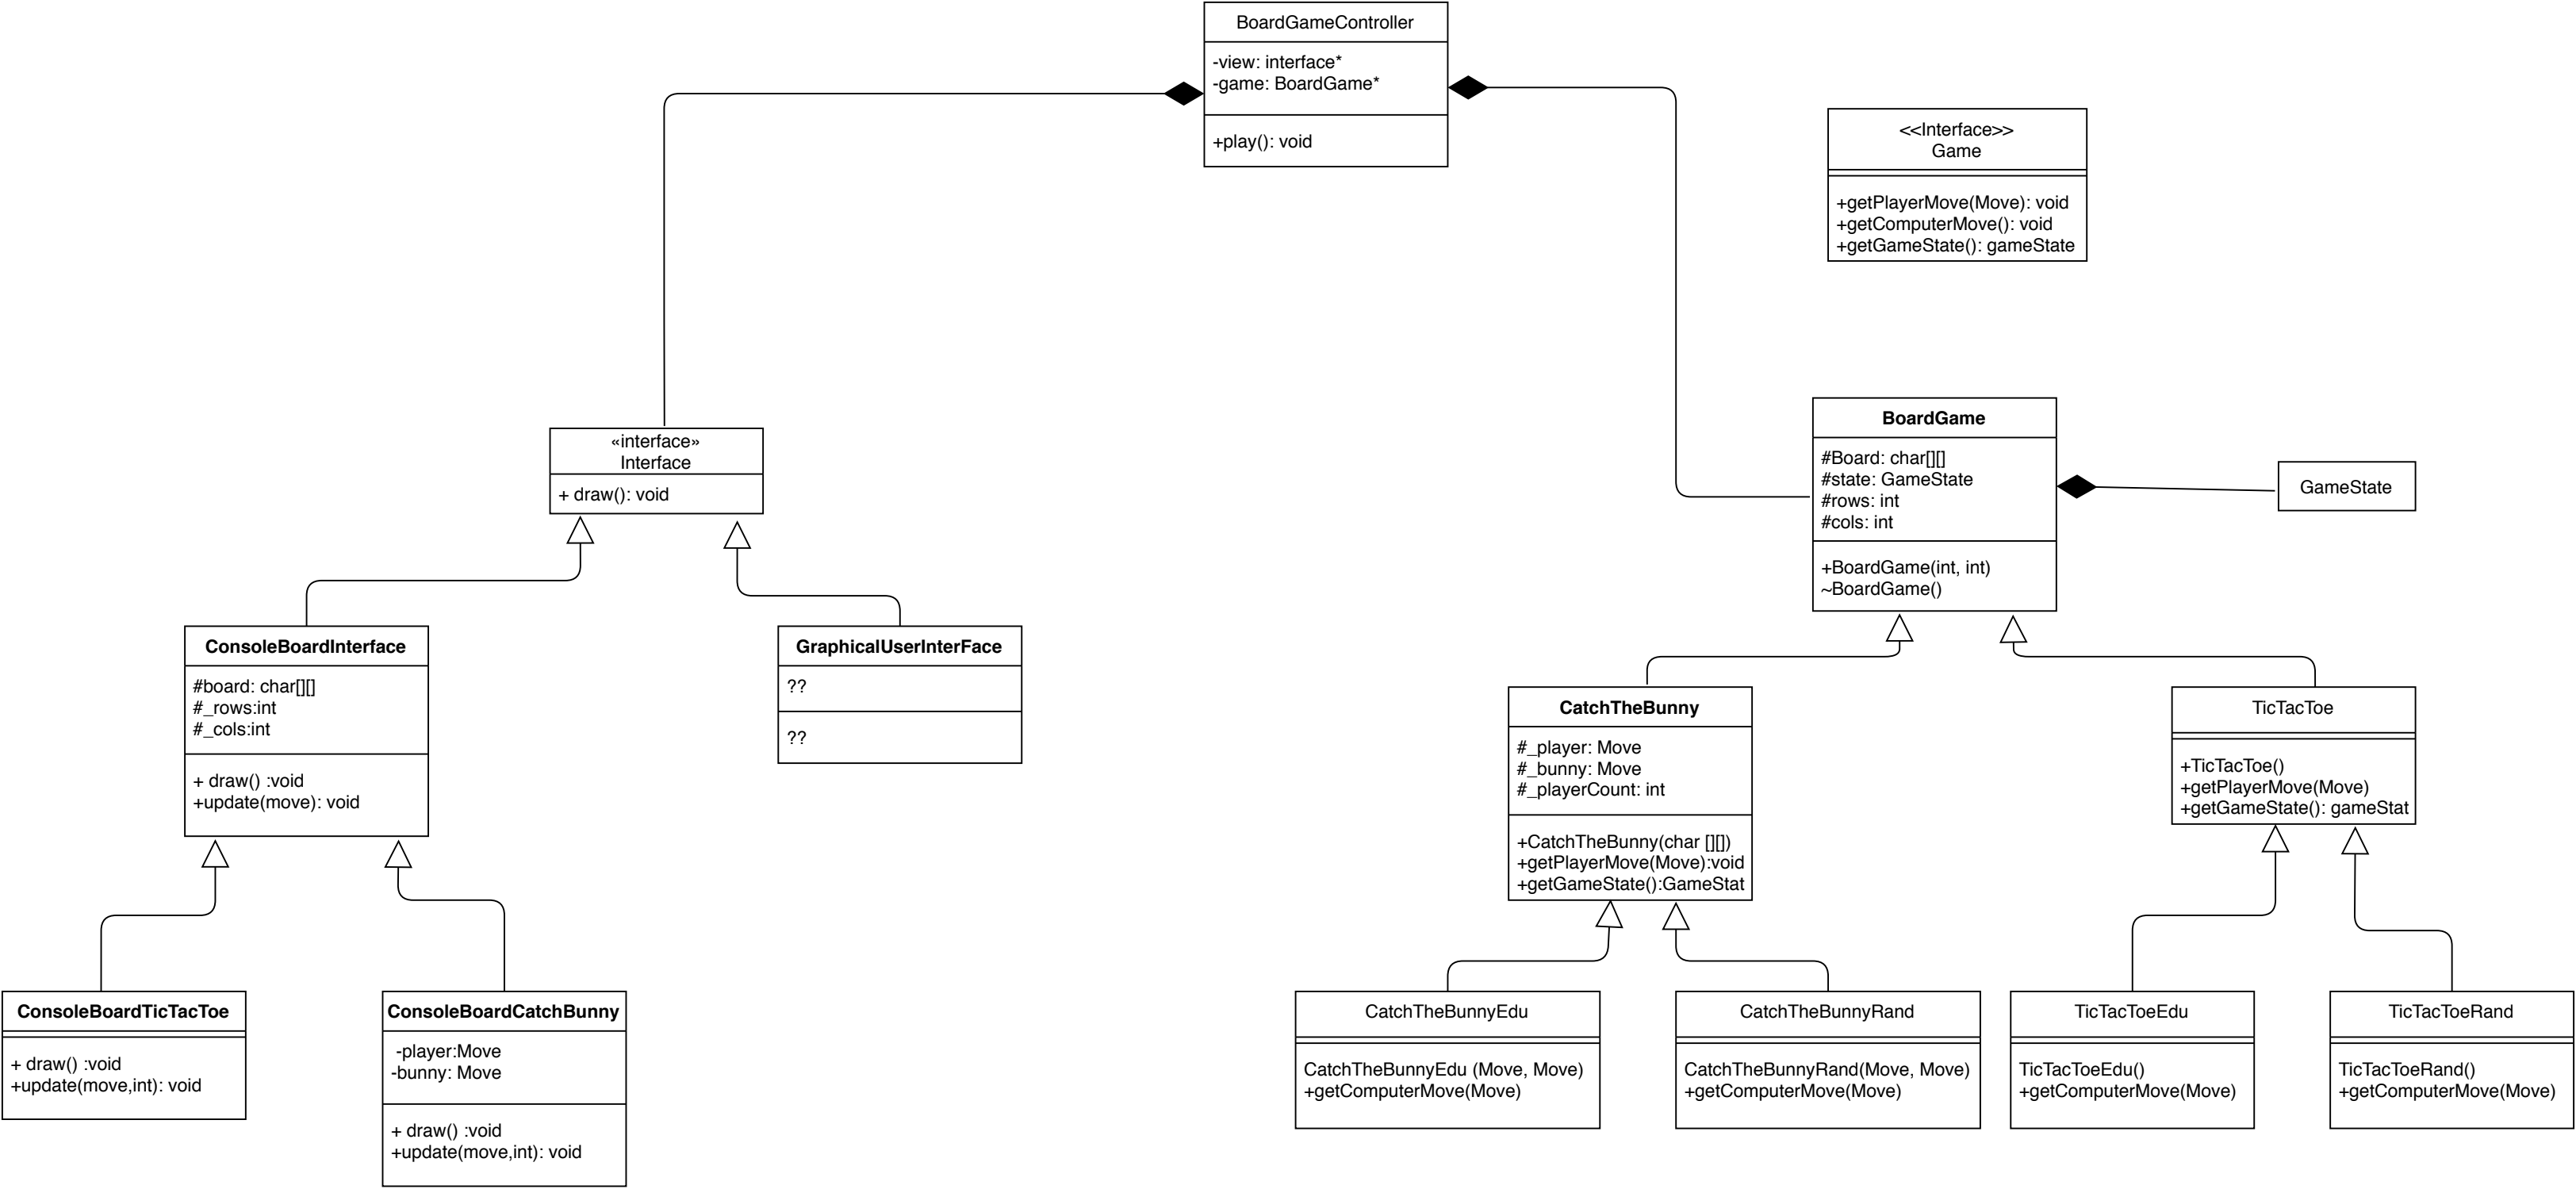 BoardGameController
-view: interface*
-game: BoardGame*
+play(): void
<<Interface>>
Game
+getPlayerMove(Move): void
+getComputerMove(): void
+getGameState(): gameState
«interface»
Interface
+ draw(): void
BoardGame
#Board: char[][]
#state: GameState
#rows: int
#cols: int
+BoardGame(int, int)
~BoardGame()
GameState
ConsoleBoardInterface
#board: char[][]
#_rows:int
#_cols:int
+ draw() :void
+update(move): void
GraphicalUserInterFace
??
??
CatchTheBunny
#_player: Move
#_bunny: Move
#_playerCount: int
+CatchTheBunny(char [][])
+getPlayerMove(Move):void
+getGameState():GameStat
TicTacToe
+TicTacToe()
+getPlayerMove(Move)
+getGameState(): gameStat
ConsoleBoardTicTacToe
+ draw() :void
+update(move,int): void
ConsoleBoardCatchBunny
-player:Move
-bunny: Move
+ draw() :void
+update(move,int): void
CatchTheBunnyEdu
CatchTheBunnyEdu (Move, Move)
+getComputerMove(Move)
CatchTheBunnyRand
CatchTheBunnyRand(Move, Move)
+getComputerMove(Move)
TicTacToeEdu
TicTacToeEdu()
+getComputerMove(Move)
TicTacToeRand
TicTacToeRand()
+getComputerMove(Move)